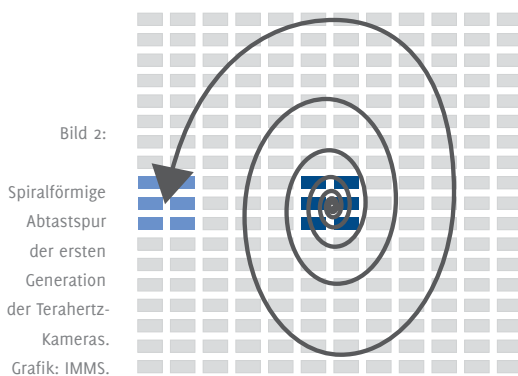 Bild 2:
Spiralförmige
Abtastspur
der ersten
Generation
der Terahertz-
Kameras.
Grafik: IMMS.